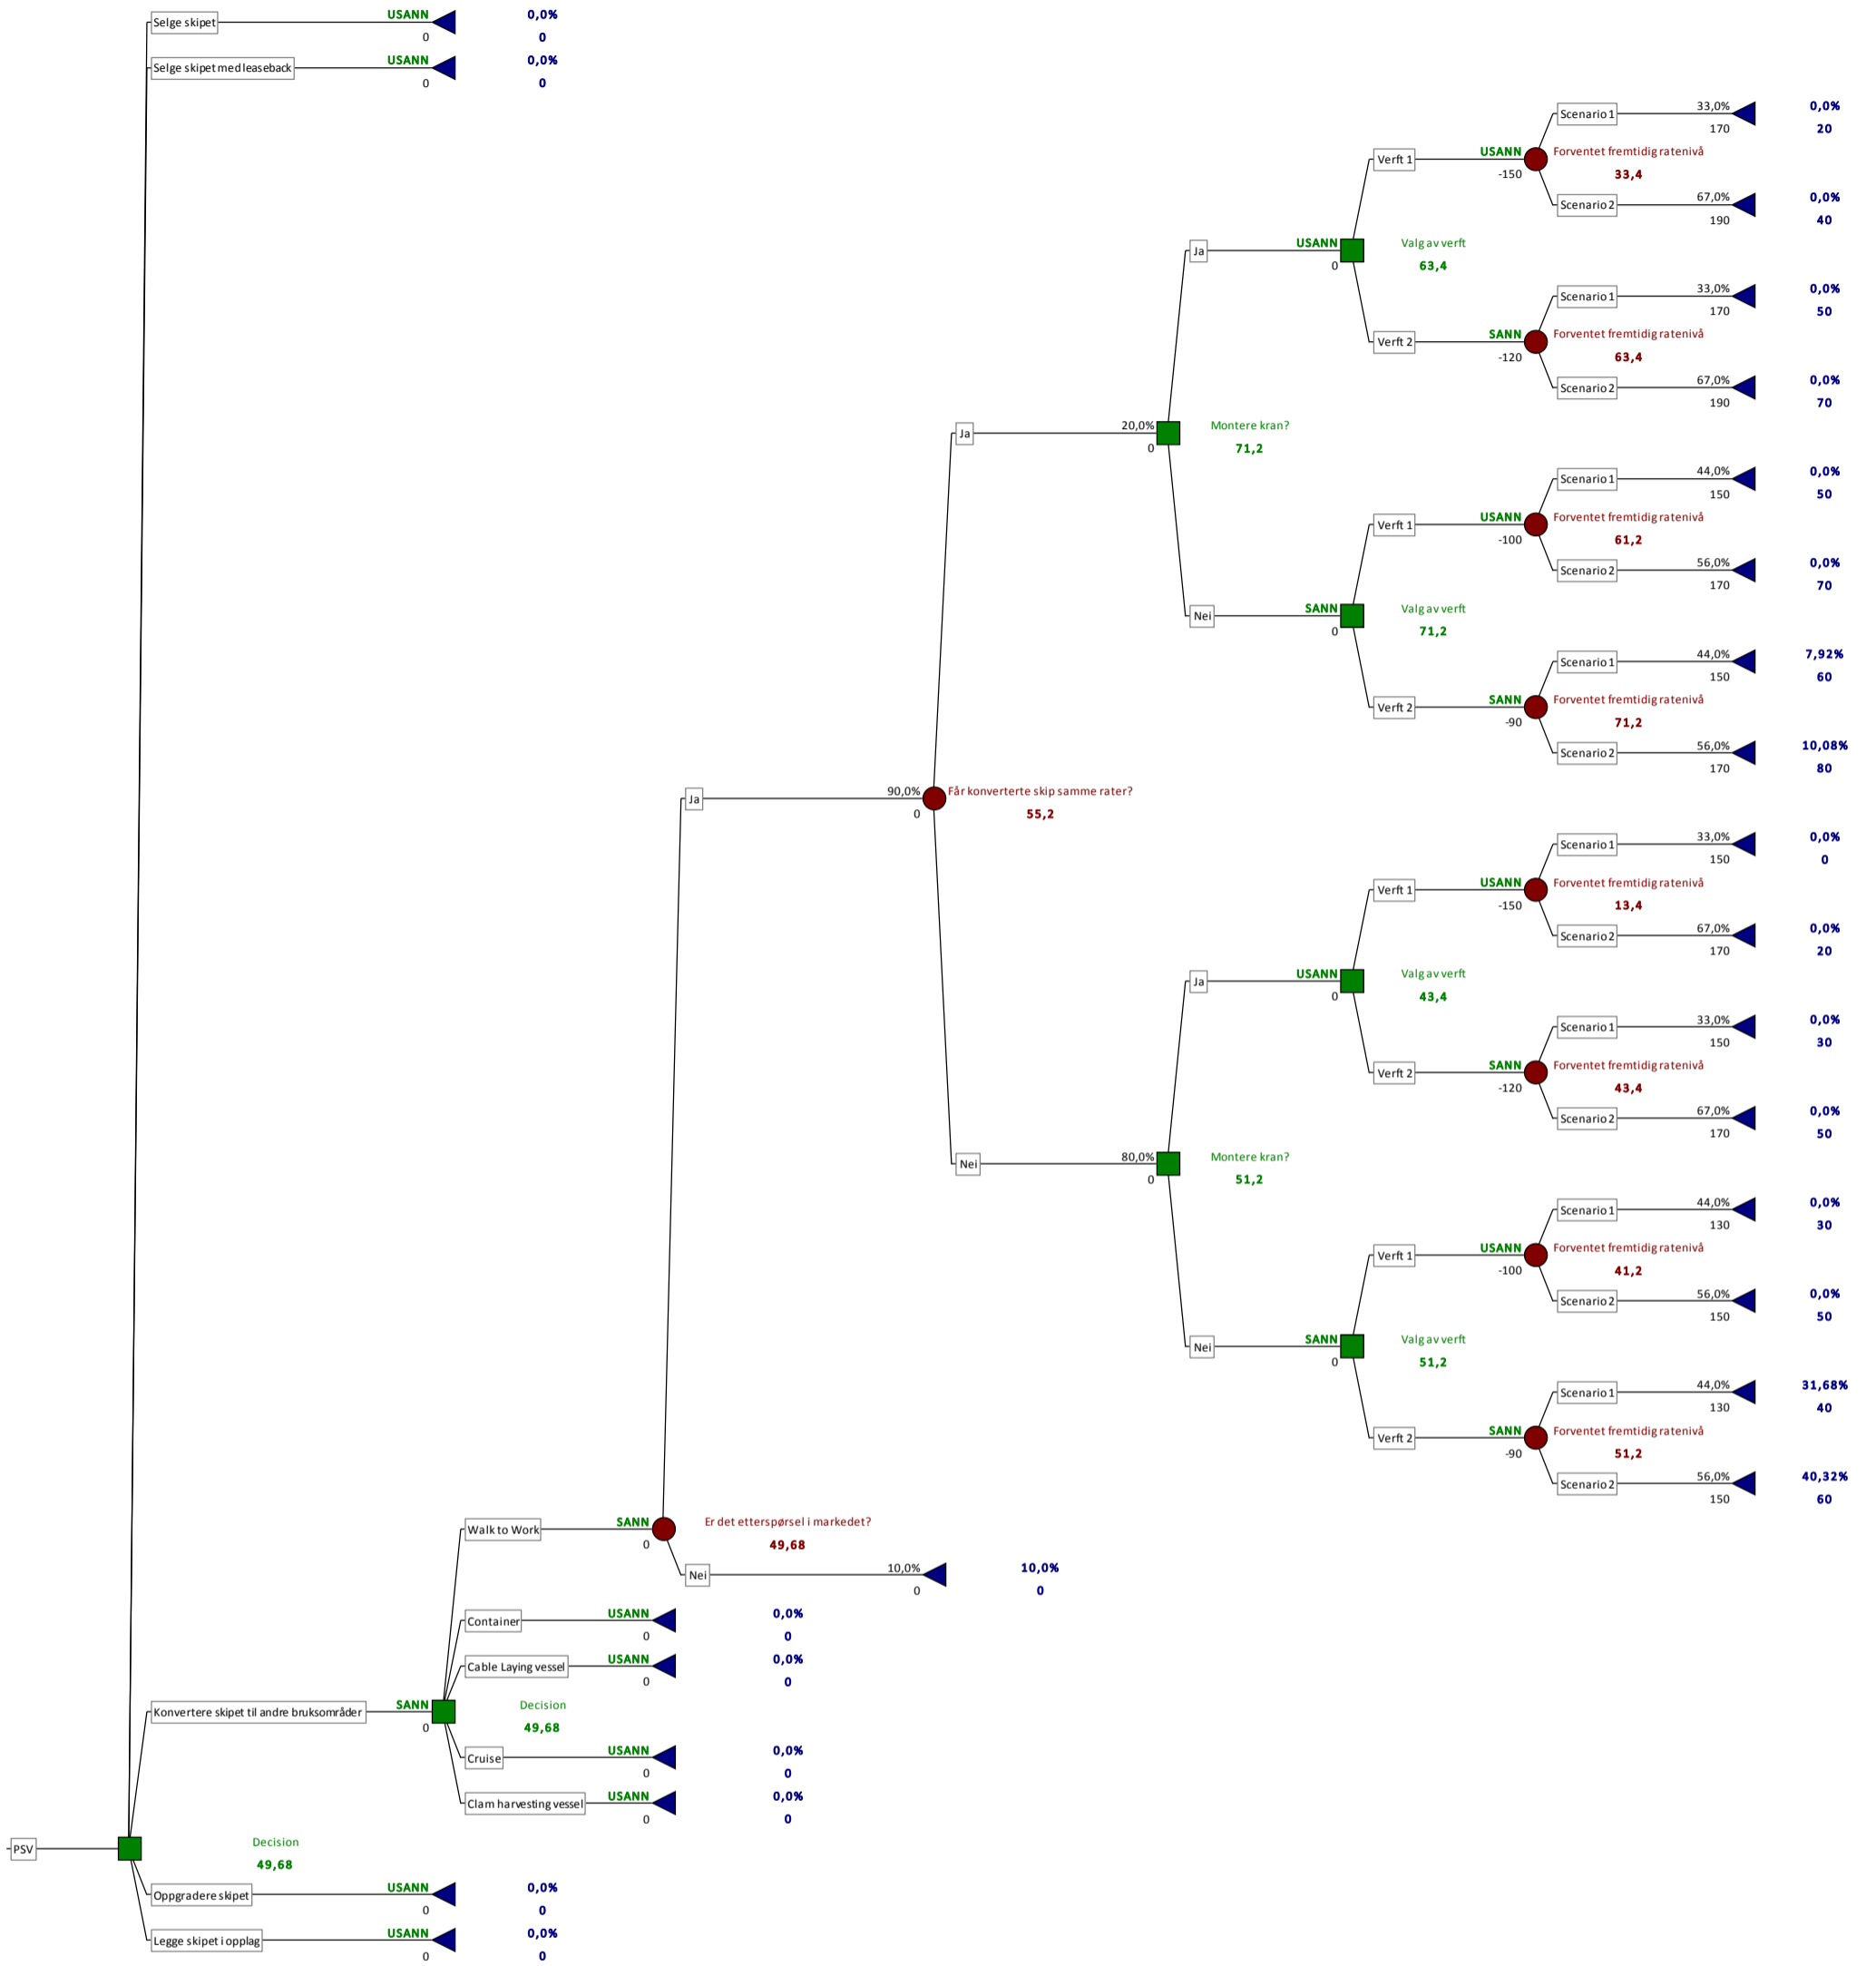 Selge skipet
USANN
0
0,0%
0
Selge skipet med leaseback
USANN
0
0,0%
0
Scenario 1
33,0%
170
0,0%
20
Verft 1
USANN
-150
Forventet fremtidig ratenivå
33,4
Scenario 2
67,0%
190
0,0%
40
Ja
USANN
0
Valg av verft
63,4
Scenario 1
33,0%
170
0,0%
50
Verft 2
SANN
-120
Forventet fremtidig ratenivå
63,4
Scenario 2
67,0%
190
0,0%
70
Ja
20,0%
0
Montere kran?
71,2
Scenario 1
44,0%
150
0,0%
50
Verft 1
USANN
-100
Forventet fremtidig ratenivå
61,2
Scenario 2
56,0%
170
0,0%
70
Nei
SANN
0
Valg av verft
71,2
Scenario 1
44,0%
150
7,92%
60
Verft 2
SANN
-90
Forventet fremtidig ratenivå
71,2
Scenario 2
56,0%
170
10,08%
80
Ja
90,0%
0
Får konverterte skip samme rater?
55,2
Scenario 1
33,0%
150
0,0%
0
Verft 1
USANN
-150
Forventet fremtidig ratenivå
13,4
Scenario 2
67,0%
170
0,0%
20
Ja
USANN
0
Valg av verft
43,4
Scenario 1
33,0%
150
0,0%
30
Verft 2
SANN
-120
Forventet fremtidig ratenivå
43,4
Scenario 2
67,0%
170
0,0%
50
Nei
80,0%
0
Montere kran?
51,2
Scenario 1
44,0%
130
0,0%
30
Verft 1
USANN
-100
Forventet fremtidig ratenivå
41,2
Scenario 2
56,0%
150
0,0%
50
Nei
SANN
0
Valg av verft
51,2
Scenario 1
44,0%
130
31,68%
40
Verft 2
SANN
-90
Forventet fremtidig ratenivå
51,2
Scenario 2
56,0%
150
40,32%
60
Walk to Work
SANN
0
Er det etterspørsel i markedet?
49,68
Nei
10,0%
0
10,0%
0
Container
USANN
0
0,0%
0
Cable Laying vessel
USANN
0
0,0%
0
Konvertere skipet til andre bruksområder
SANN
0
Decision
49,68
Cruise
USANN
0
0,0%
0
Clam harvesting vessel
USANN
0
0,0%
0
PSV
Decision
49,68
Oppgradere skipet
USANN
0
0,0%
0
Legge skipet i opplag
USANN
0
0,0%
0